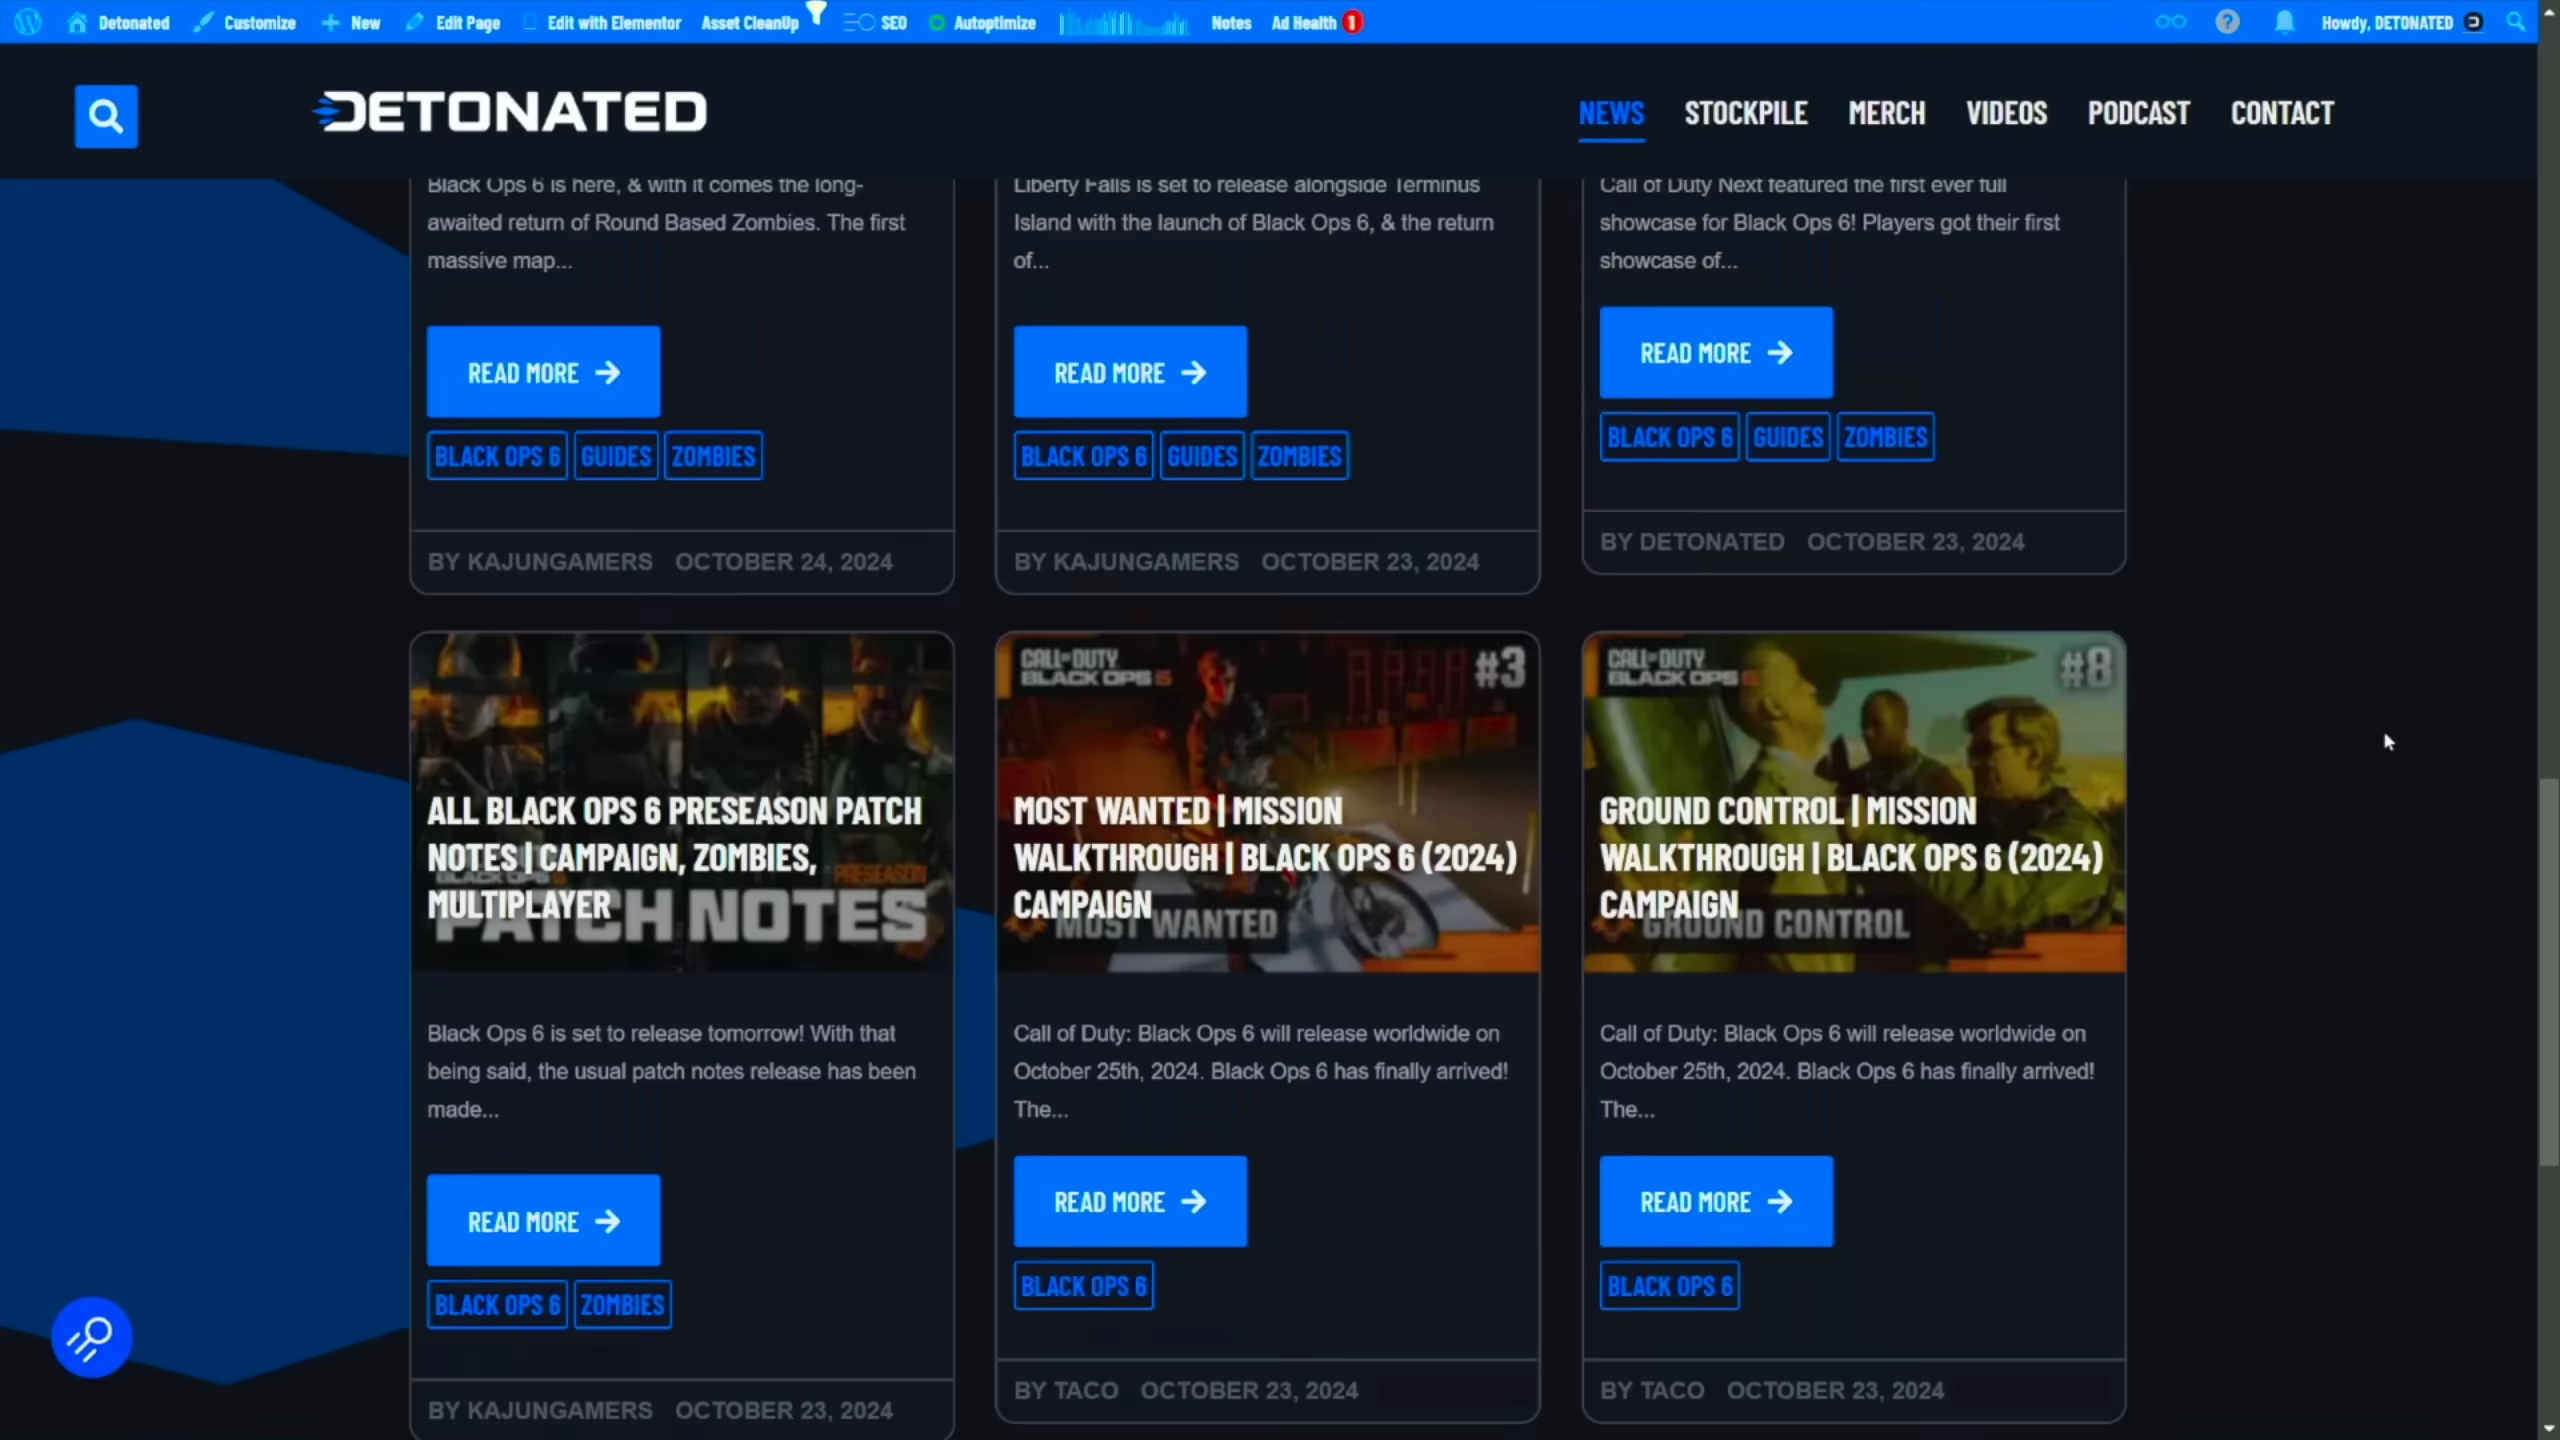 Detonated Customize New Edit Page Edit with Elementor Asset CleanUp SEO Autoptimize Notes Ad Health 1 Howdy, DETONATED
DETONATED
NEWS STOCKPILE MERCH VIDEOS PODCAST CONTACT
Black Ops 6 is here, & with it comes the long-
awaited return of Round Based Zombies. The first
massive map...
READ MORE
BLACK OPS 6 GUIDES ZOMBIES
BY KAJUNGAMERS OCTOBER 24, 2024
Liberty Falls is set to release alongside Terminus
Island with the launch of Black Ops 6, & the return
of...
READ MORE
BLACK OPS 6 GUIDES ZOMBIES
BY KAJUNGAMERS OCTOBER 23, 2024
Call of Duty Next featured the first ever full
showcase for Black Ops 6! Players got their first
showcase of...
READ MORE
BLACK OPS 6 GUIDES ZOMBIES
BY DETONATED OCTOBER 23, 2024
ALL BLACK OPS 6 PRESEASON PATCH
NOTES | CAMPAIGN, ZOMBIES,
MULTIPLAYER
BLACK OPS 6
PRESEASON
PATCH NOTES
Black Ops 6 is set to release tomorrow! With that
being said, the usual patch notes release has been
made...
READ MORE
BLACK OPS 6 ZOMBIES
BY KAJUNGAMERS OCTOBER 23, 2024
CALL OF DUTY
BLACK OPS 6
#3
MOST WANTED | MISSION
WALKTHROUGH | BLACK OPS 6 (2024)
CAMPAIGN
MOST WANTED
Call of Duty: Black Ops 6 will release worldwide on
October 25th, 2024. Black Ops 6 has finally arrived!
The...
READ MORE
BLACK OPS 6
BY TACO OCTOBER 23, 2024
CALL OF DUTY
BLACK OPS 6
#8
GROUND CONTROL | MISSION
WALKTHROUGH | BLACK OPS 6 (2024)
CAMPAIGN
GROUND CONTROL
Call of Duty: Black Ops 6 will release worldwide on
October 25th, 2024. Black Ops 6 has finally arrived!
The...
READ MORE
BLACK OPS 6
BY TACO OCTOBER 23, 2024